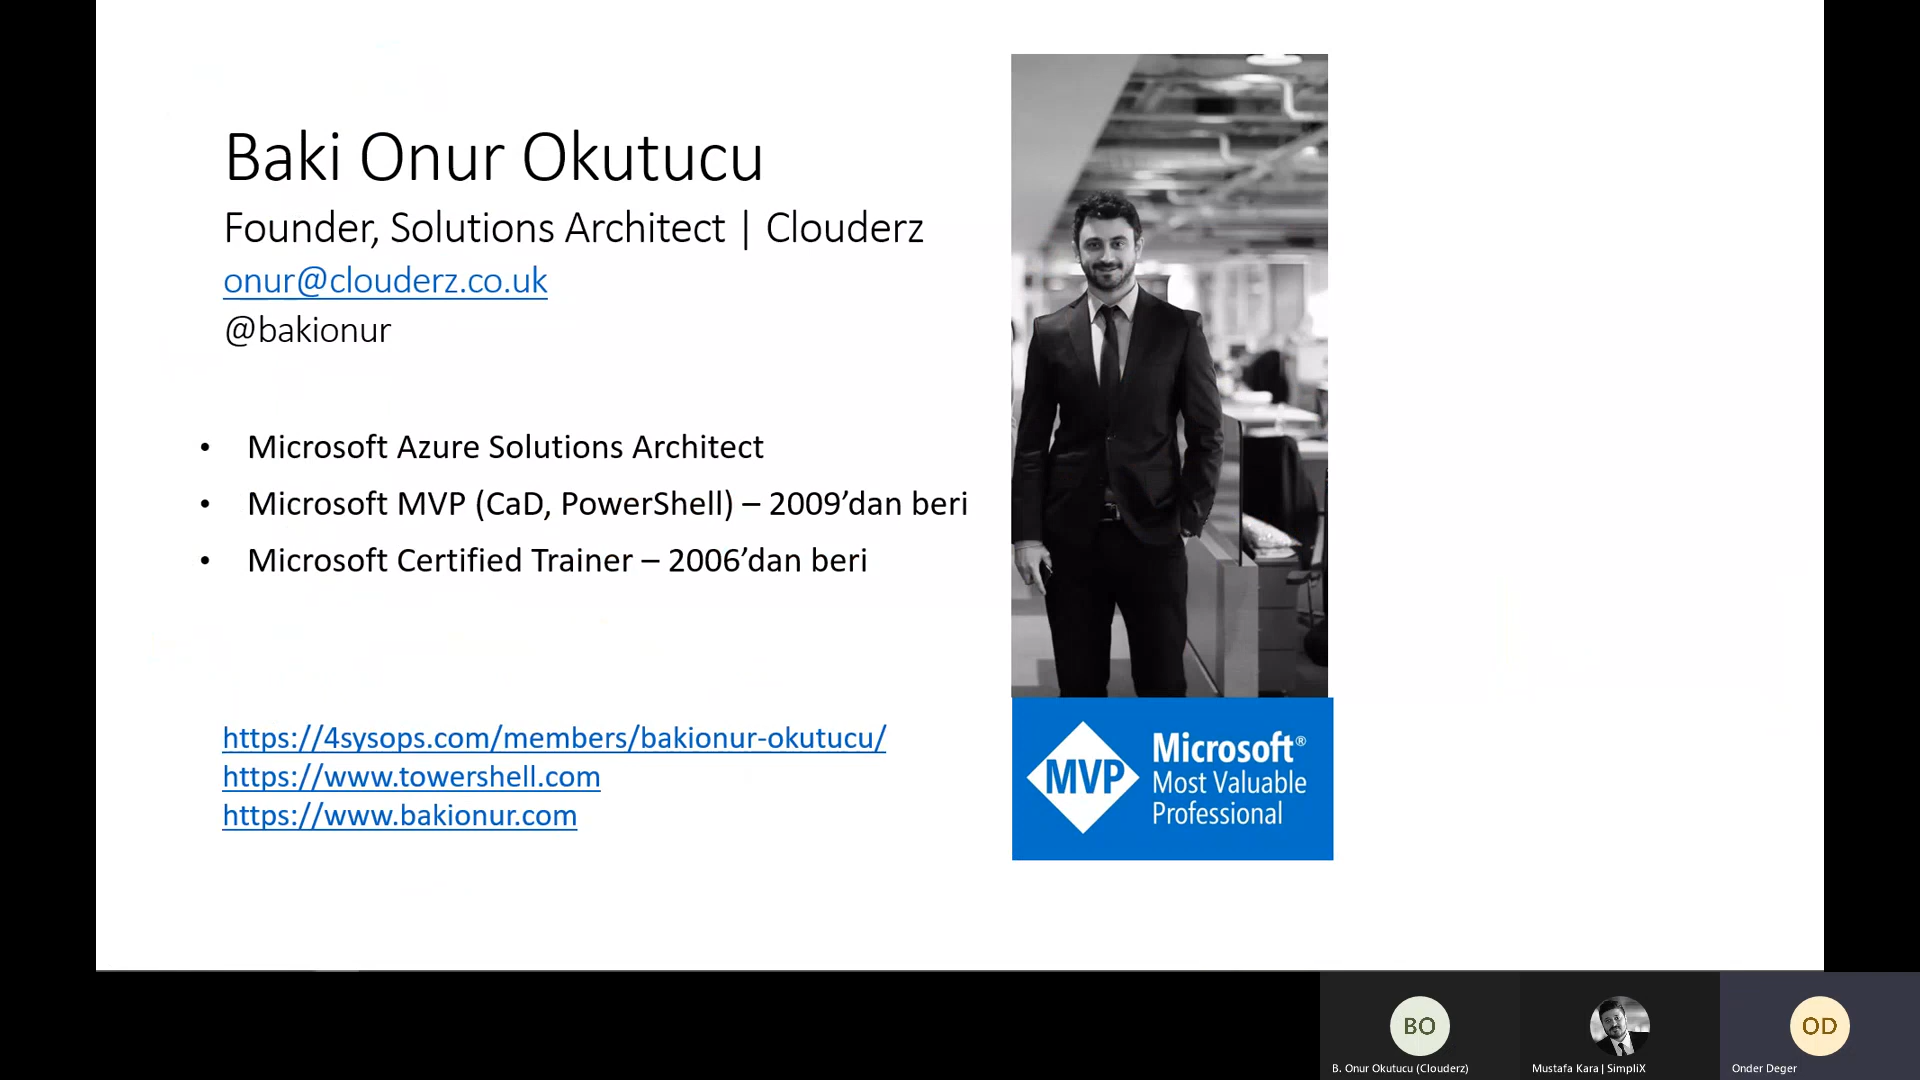 Baki Onur Okutucu
Founder, Solutions Architect | Clouderz
onur@clouderz.co.uk
@bakionur
• Microsoft Azure Solutions Architect
• Microsoft MVP (CaD, PowerShell) – 2009’dan beri
• Microsoft Certified Trainer – 2006’dan beri
https://4sysops.com/members/bakionur-okutucu/
https://www.towershell.com
https://www.bakionur.com
MVP
Microsoft®
Most Valuable
Professional
BO
B. Onur Okutucu (Clouderz)
Mustafa Kara | SimpliX
OD
Onder Deger